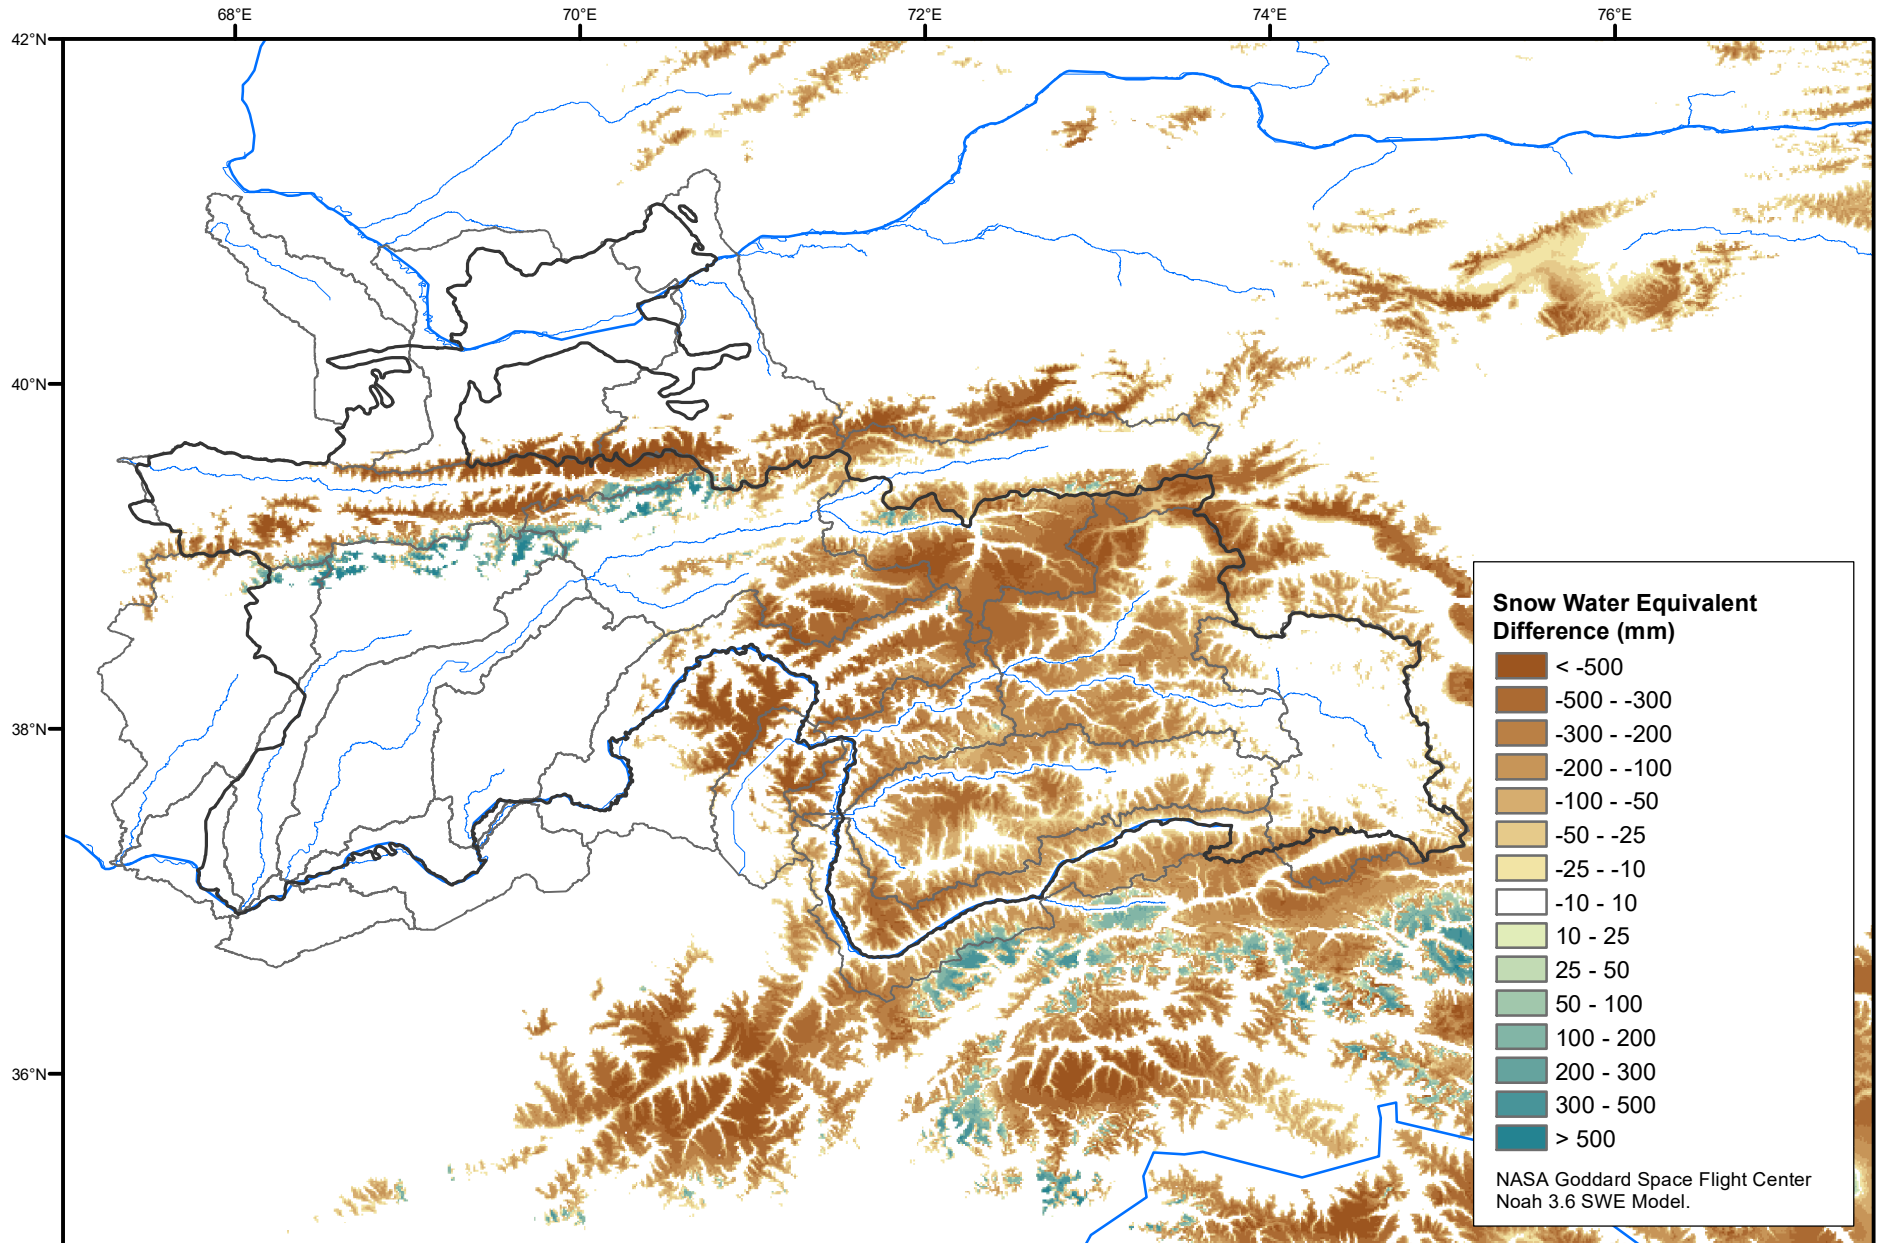 68°E
70°E
72°E
74°E
76°E
42°N
40°N
38°N
36°N
Snow Water Equivalent
Difference (mm)
< -500
-500 - -300
-300 - -200
-200 - -100
-100 - -50
-50 - -25
-25 - -10
-10 - 10
10 - 25
25 - 50
50 - 100
100 - 200
200 - 300
300 - 500
> 500
NASA Goddard Space Flight Center
Noah 3.6 SWE Model.